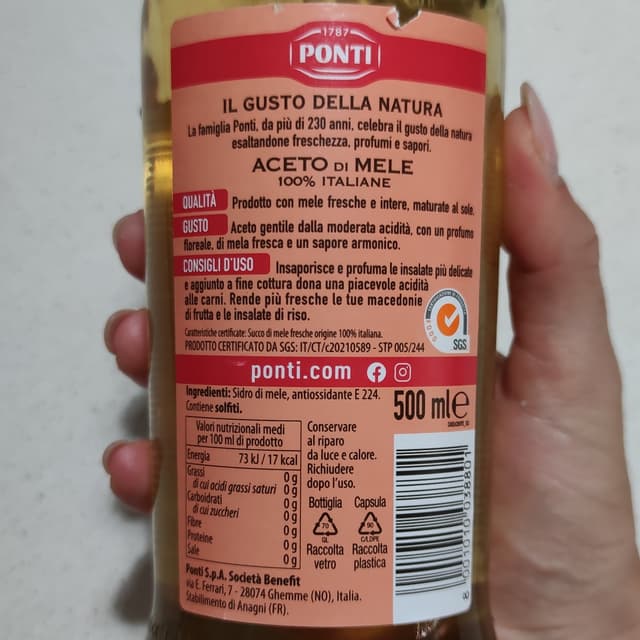 1787
PONTI
IL GUSTO DELLA NATURA
La famiglia Ponti, da più di 230 anni, celebra il gusto della natura
esaltandone freschezza, profumi e sapori.
ACETO DI MELE
100% ITALIANE
QUALITÀ Prodotto con mele fresche e intere, maturate al sole.
GUSTO Aceto gentile dalla moderata acidità, con un profumo
floreale, di mela fresca e un sapore armonico.
CONSIGLI D'USO Insaporisce e profuma le insalate più delicate
e aggiunto a fine cottura dona una piacevole acidità
alle carni. Rende più fresche le tue macedonie
di frutta e le insalate di riso.
Caratteristiche certificate: Succo di mele fresche origine 100% italiana.
PRODOTTO CERTIFICATO DA SGS: IT/CT/c20210589 - STP 005/244
SGS
ponti.com
Ingredienti: Sidro di mele, antiossidante E 224.
Contiene solfiti.
500 ml e
Valori nutrizionali medi
per 100 ml di prodotto
Energia 73 kJ / 17 kcal
Grassi 0 g
di cui acidi grassi saturi 0 g
Carboidrati 0 g
di cui zuccheri 0 g
Fibre 0 g
Proteine 0 g
Sale 0 g
Conservare
al riparo
da luce e calore.
Richiudere
dopo l'uso.
Bottiglia Capsula
70 90
GL C/LDPE
Raccolta Raccolta
vetro plastica
8 001010 038801
Ponti S.p.A. Società Benefit
via E. Ferrari, 7 - 28074 Ghemme (NO), Italia.
Stabilimento di Anagni (FR).